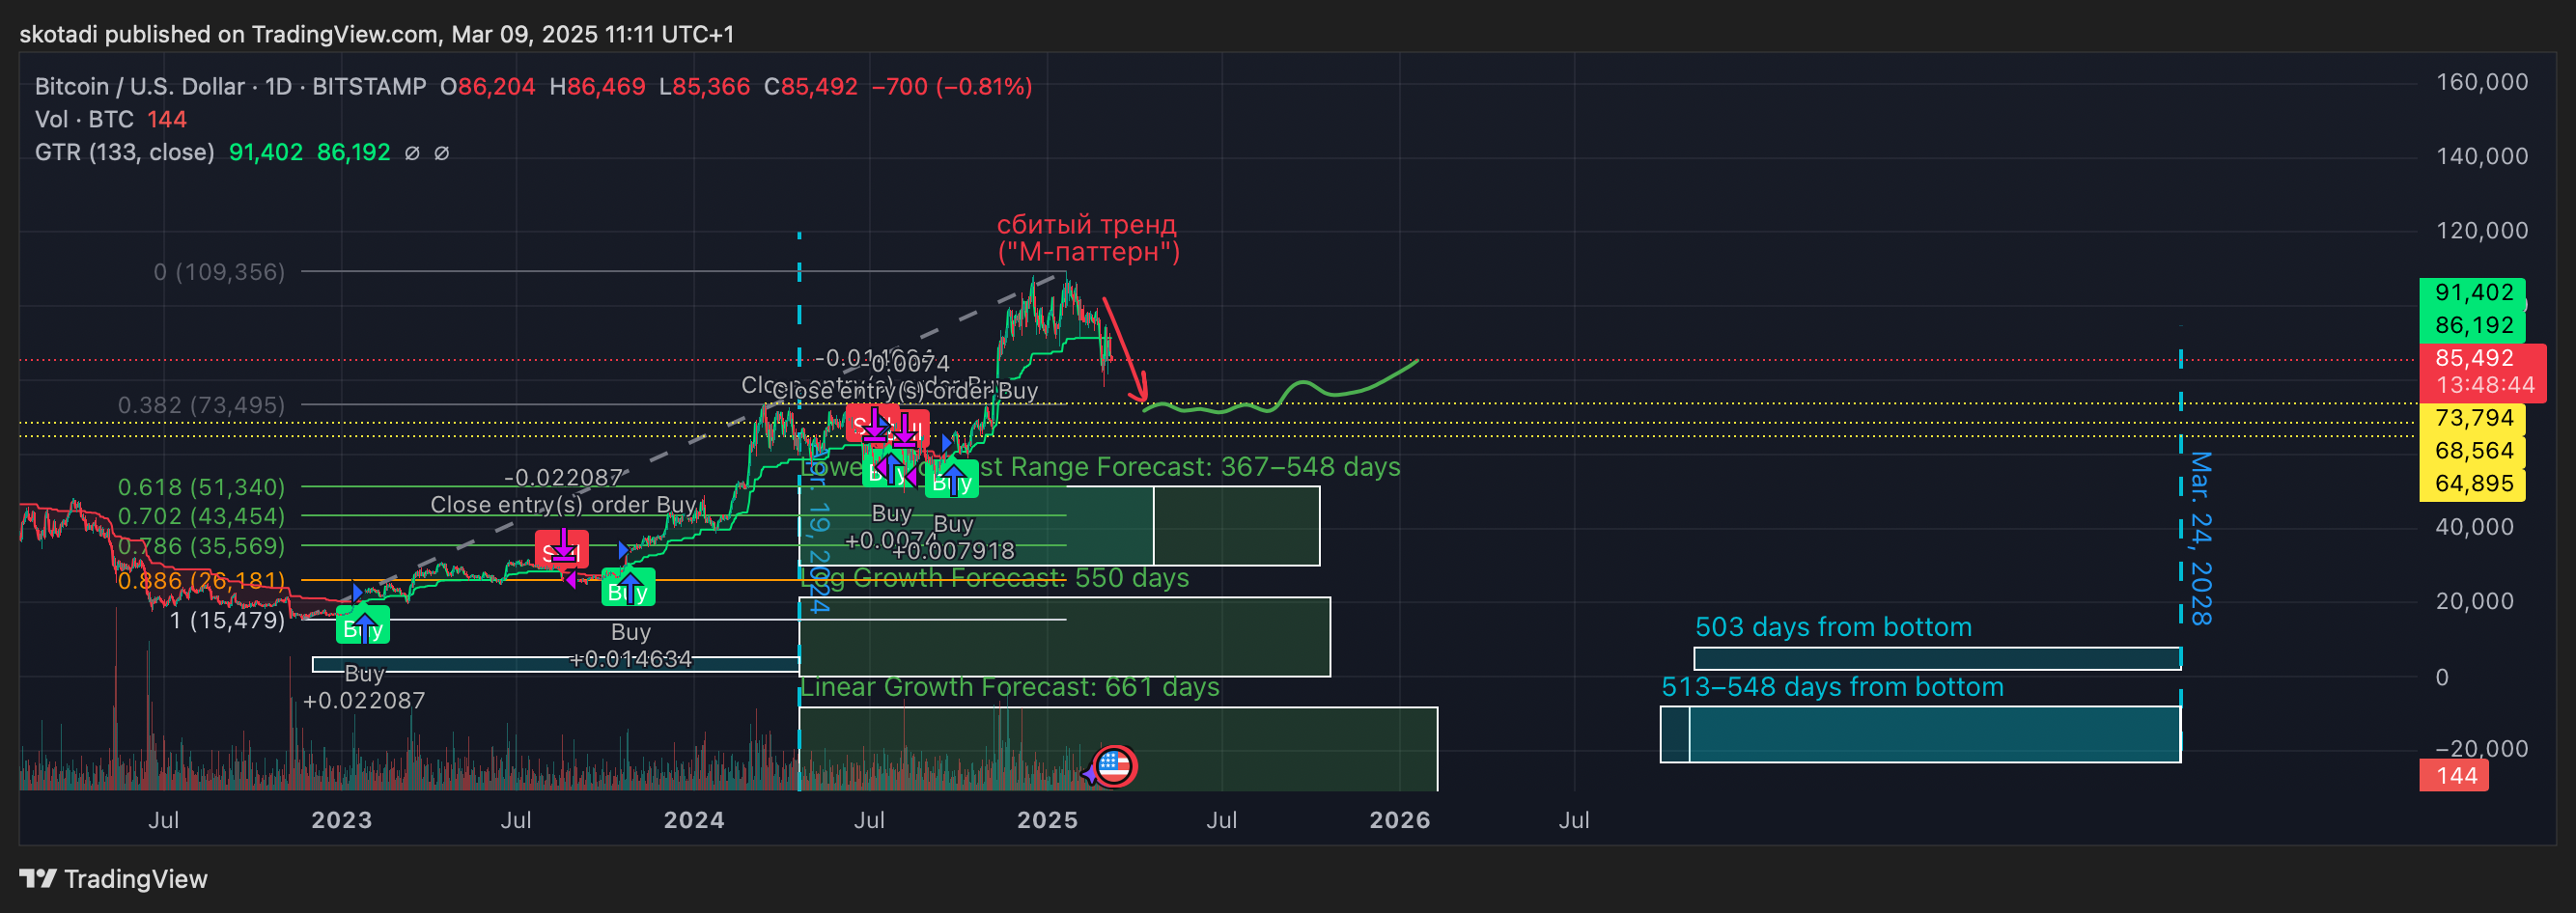 skotadi published on TradingView.com, Mar 09, 2025 11:11 UTC+1
Bitcoin / U.S. Dollar · 1D · BITSTAMP O86,204 H86,469 L85,366 C85,492 −700 (−0.81%)
Vol · BTC 144
GTR (133, close) 91,402 86,192 ∅ ∅
160,000
140,000
120,000
91,402
86,192
85,492
13:48:44
73,794
68,564
64,895
40,000
20,000
0
−20,000
144
сбитый тренд
("М-паттерн")
0 (109,356)
0.382 (73,495)
0.618 (51,340)
0.702 (43,454)
0.786 (35,569)
0.886 (26,181)
1 (15,479)
-0.0074
Close entry(s) order Buy
-0.022087
Close entry(s) order Buy
Range Forecast: 367–548 days
Buy
Buy
+0.0074
+0.007918
Growth Forecast: 550 days
Linear Growth Forecast: 661 days
Buy
Buy
Buy
+0.014634
Buy
Buy
+0.022087
19, 2024
503 days from bottom
513–548 days from bottom
Mar. 24, 2028
Jul
2023
Jul
2024
Jul
2025
Jul
2026
Jul
TradingView